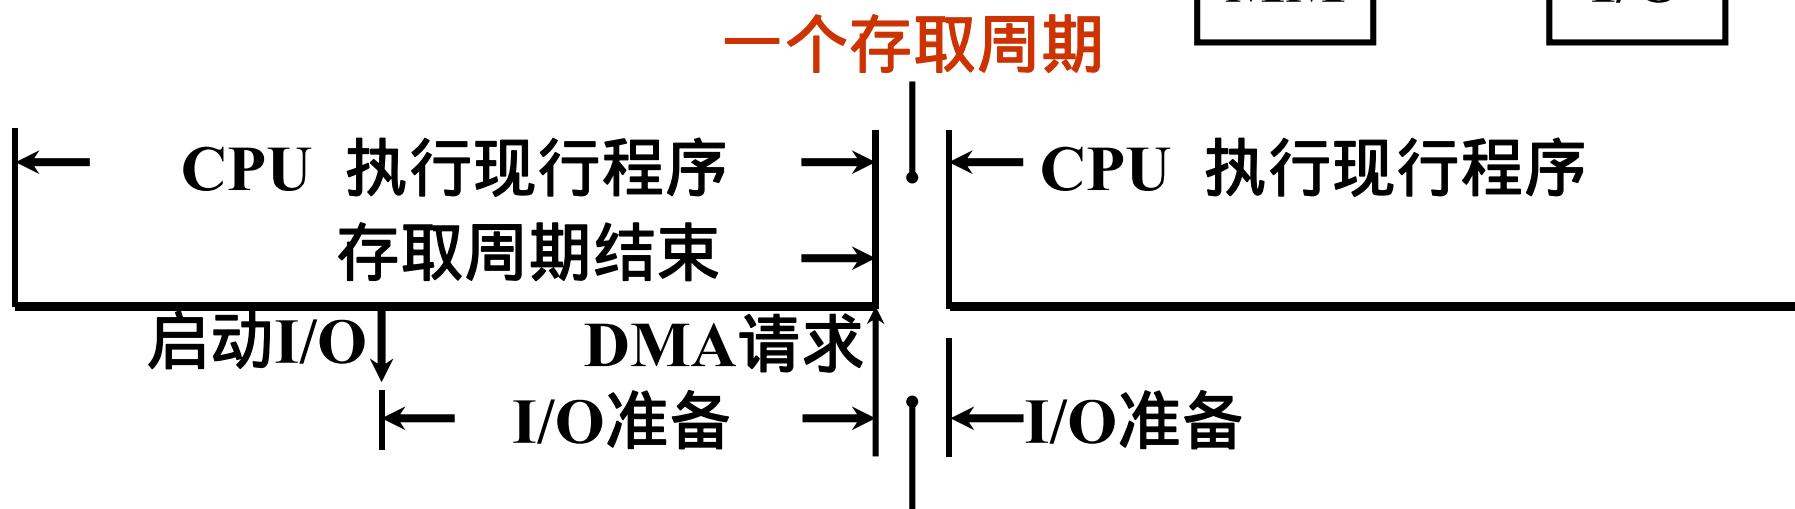 一个存取周期
CPU 执行现行程序
CPU 执行现行程序
存取周期结束
启动I/O
DMA请求
I/O准备
I/O准备